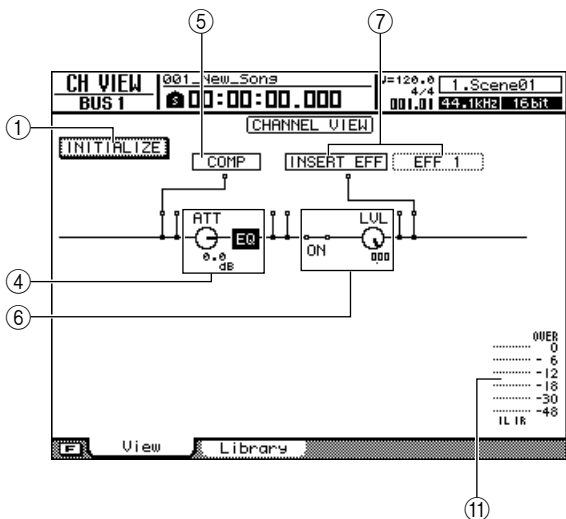 ⑤ ⑦
CH VIEW 001_New_Song ♩=120.0 1.Scene01
BUS 1 S 00:00:00.000 4/4 001.01 44.1kHz 16bit
CHANNEL VIEW
① INITIALIZE
COMP INSERT EFF EFF 1
ATT LVL
EQ ON
0.0
dB
④
⑥
OVER
0
- 6
-12
-18
-30
-48
1L 1R
F View Library
⑪